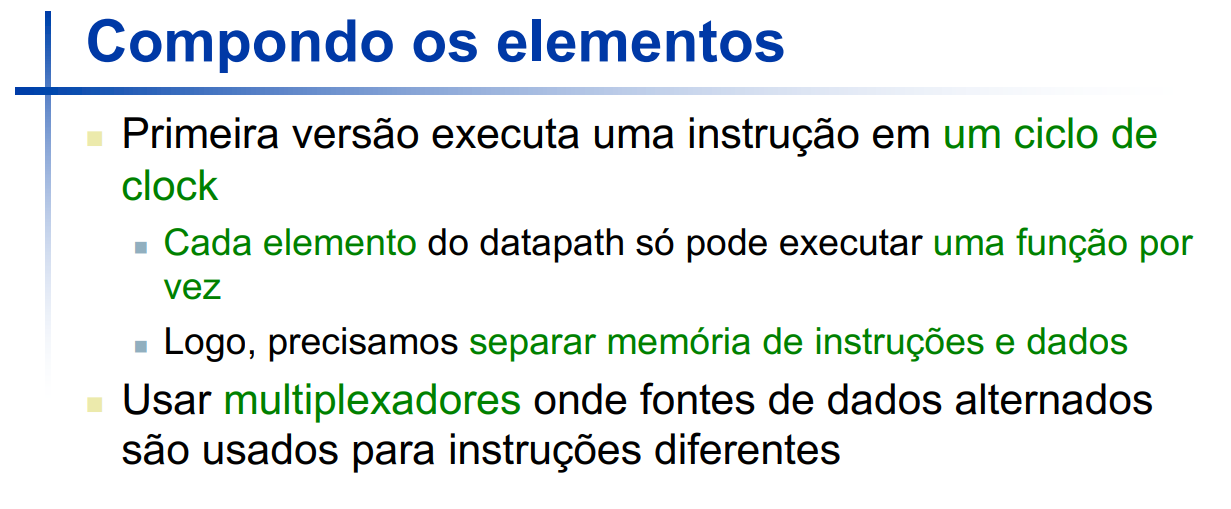 Compondo os elementos
Primeira versão executa uma instrução em um ciclo de
clock
Cada elemento do datapath só pode executar uma função por
vez
Logo, precisamos separar memória de instruções e dados
Usar multiplexadores onde fontes de dados alternados
são usados para instruções diferentes